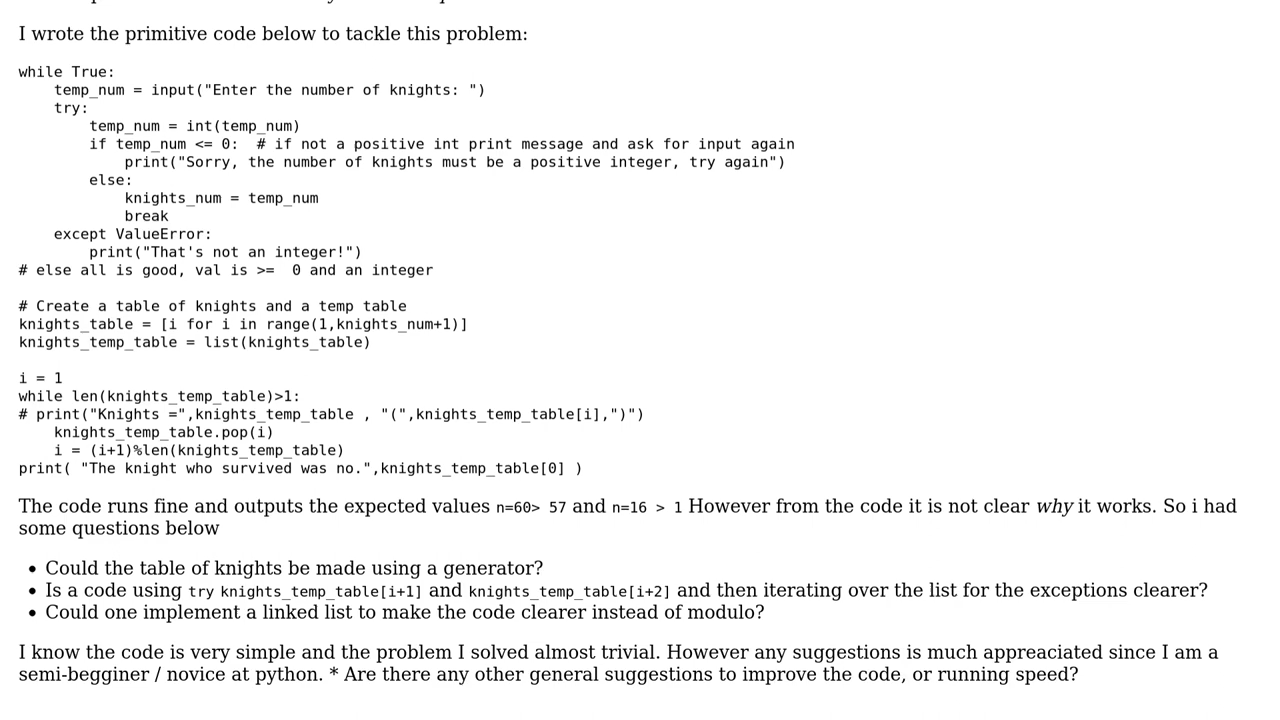 I wrote the primitive code below to tackle this problem:
while True:
    temp_num = input("Enter the number of knights: ")
    try:
        temp_num = int(temp_num)
        if temp_num <= 0:  # if not a positive int print message and ask for input again
            print("Sorry, the number of knights must be a positive integer, try again")
        else:
            knights_num = temp_num
            break
    except ValueError:
        print("That's not an integer!")
# else all is good, val is >=  0 and an integer

# Create a table of knights and a temp table
knights_table = [i for i in range(1,knights_num+1)]
knights_temp_table = list(knights_table)

i = 1
while len(knights_temp_table)>1:
# print("Knights =",knights_temp_table , "(",knights_temp_table[i],")")
    knights_temp_table.pop(i)
    i = (i+1)%len(knights_temp_table)
print( "The knight who survived was no.",knights_temp_table[0] )
The code runs fine and outputs the expected values n=60> 57 and n=16 > 1 However from the code it is not clear why it works. So i had
some questions below
• Could the table of knights be made using a generator?
• Is a code using try knights_temp_table[i+1] and knights_temp_table[i+2] and then iterating over the list for the exceptions clearer?
• Could one implement a linked list to make the code clearer instead of modulo?
I know the code is very simple and the problem I solved almost trivial. However any suggestions is much appreaciated since I am a
semi-begginer / novice at python. * Are there any other general suggestions to improve the code, or running speed?